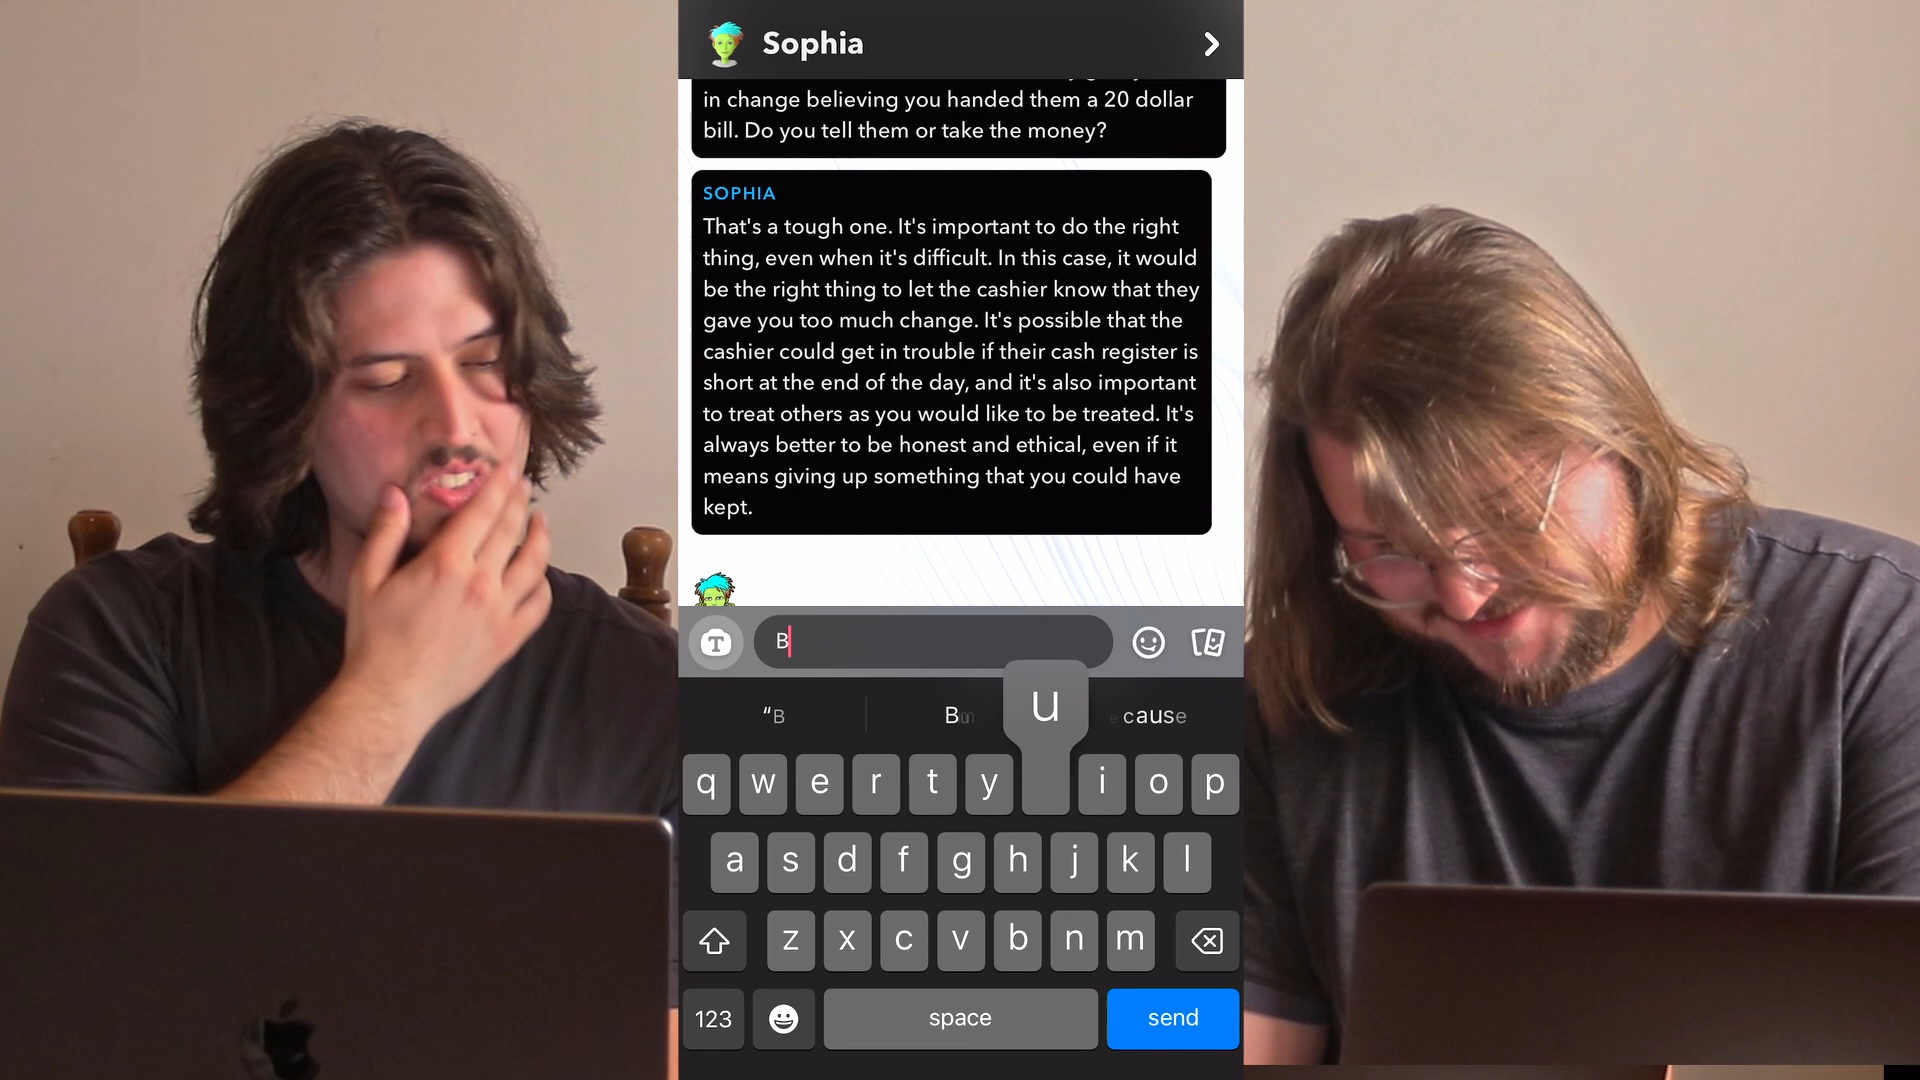 Sophia
in change believing you handed them a 20 dollar
bill. Do you tell them or take the money?
SOPHIA
That's a tough one. It's important to do the right
thing, even when it's difficult. In this case, it would
be the right thing to let the cashier know that they
gave you too much change. It's possible that the
cashier could get in trouble if their cash register is
short at the end of the day, and it's also important
to treat others as you would like to be treated. It's
always better to be honest and ethical, even if it
means giving up something that you could have
kept.
T B
“B
u
q w e r t y i o p
a s d f g h j k l
z x c v b n m
123 space send